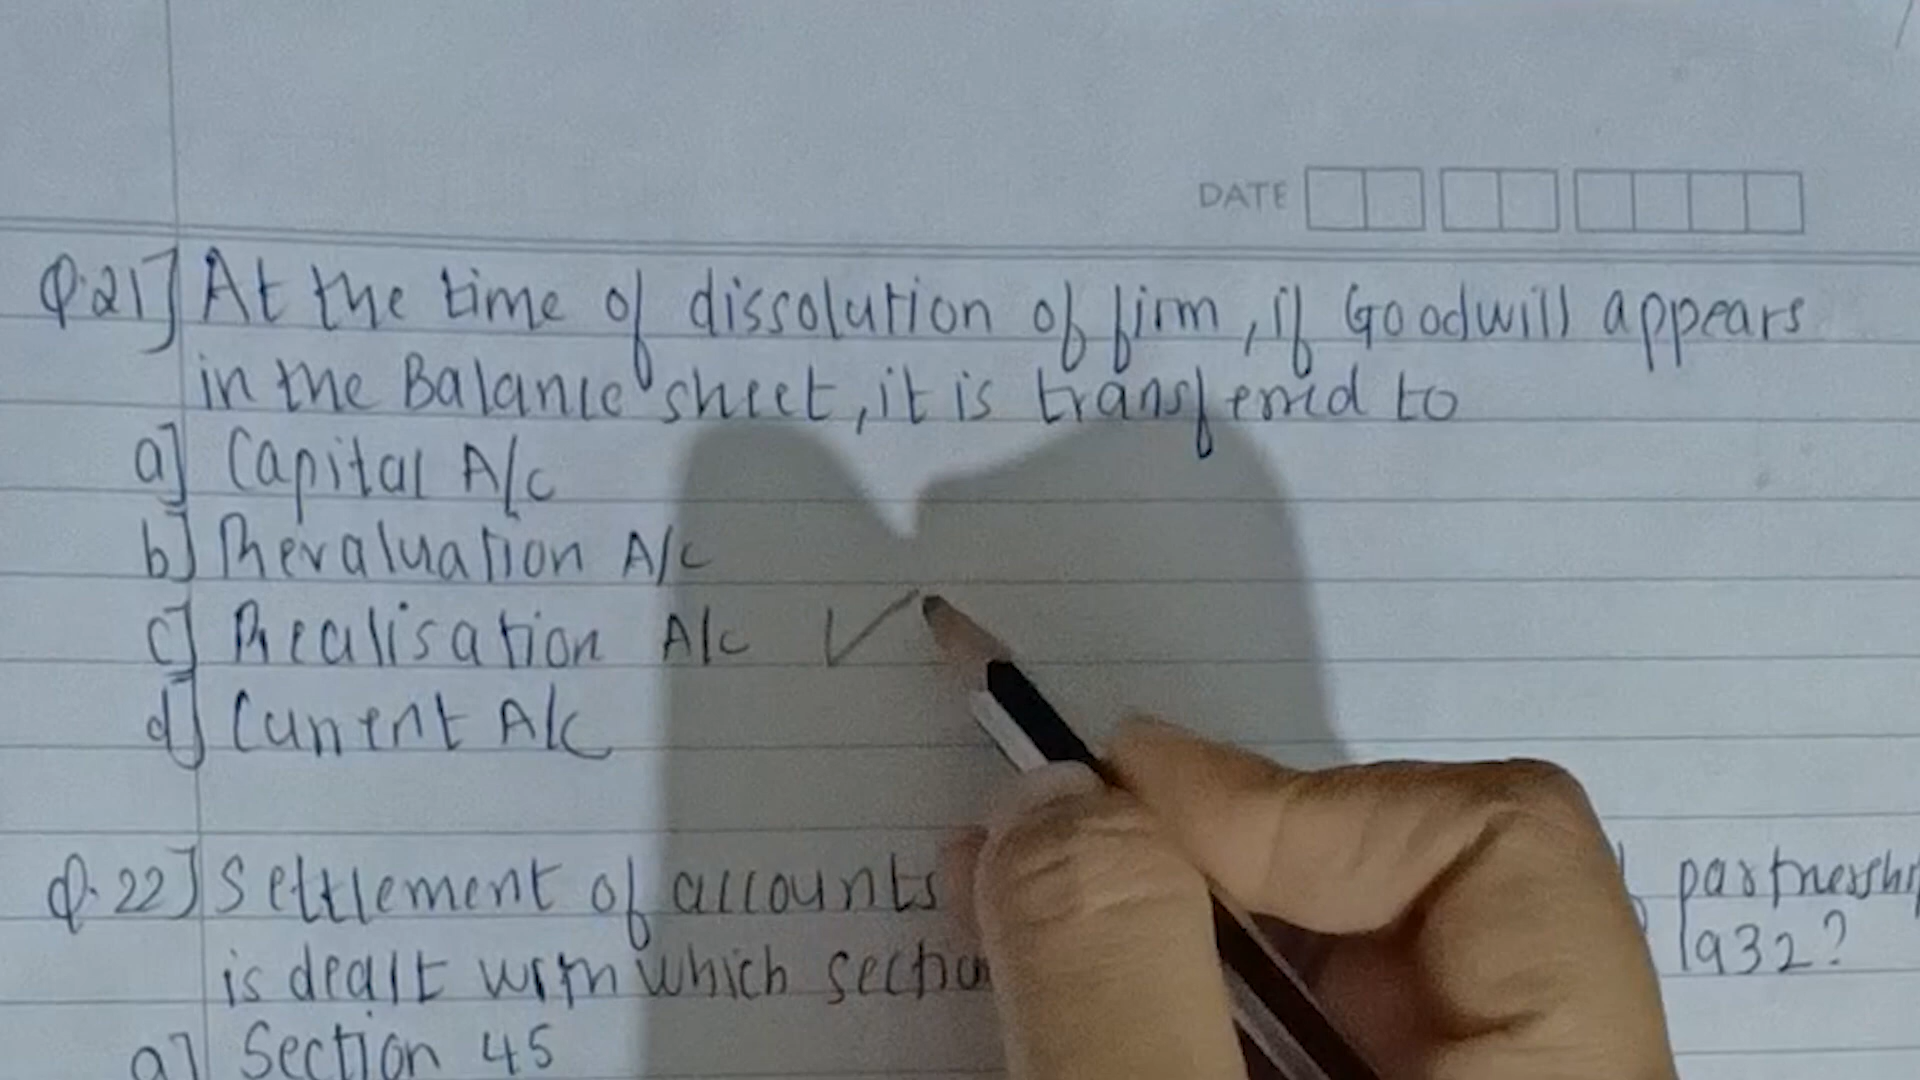 DATE
Q.21] At the time of dissolution of firm, if Goodwill appears
in the Balance sheet, it is transferred to
a] Capital A/c
b] Revaluation A/c
c] Realisation A/c ✓
d] Current A/c
Q.22] Settlement of accounts partnership
is dealt with which section 1932?
a] Section 45